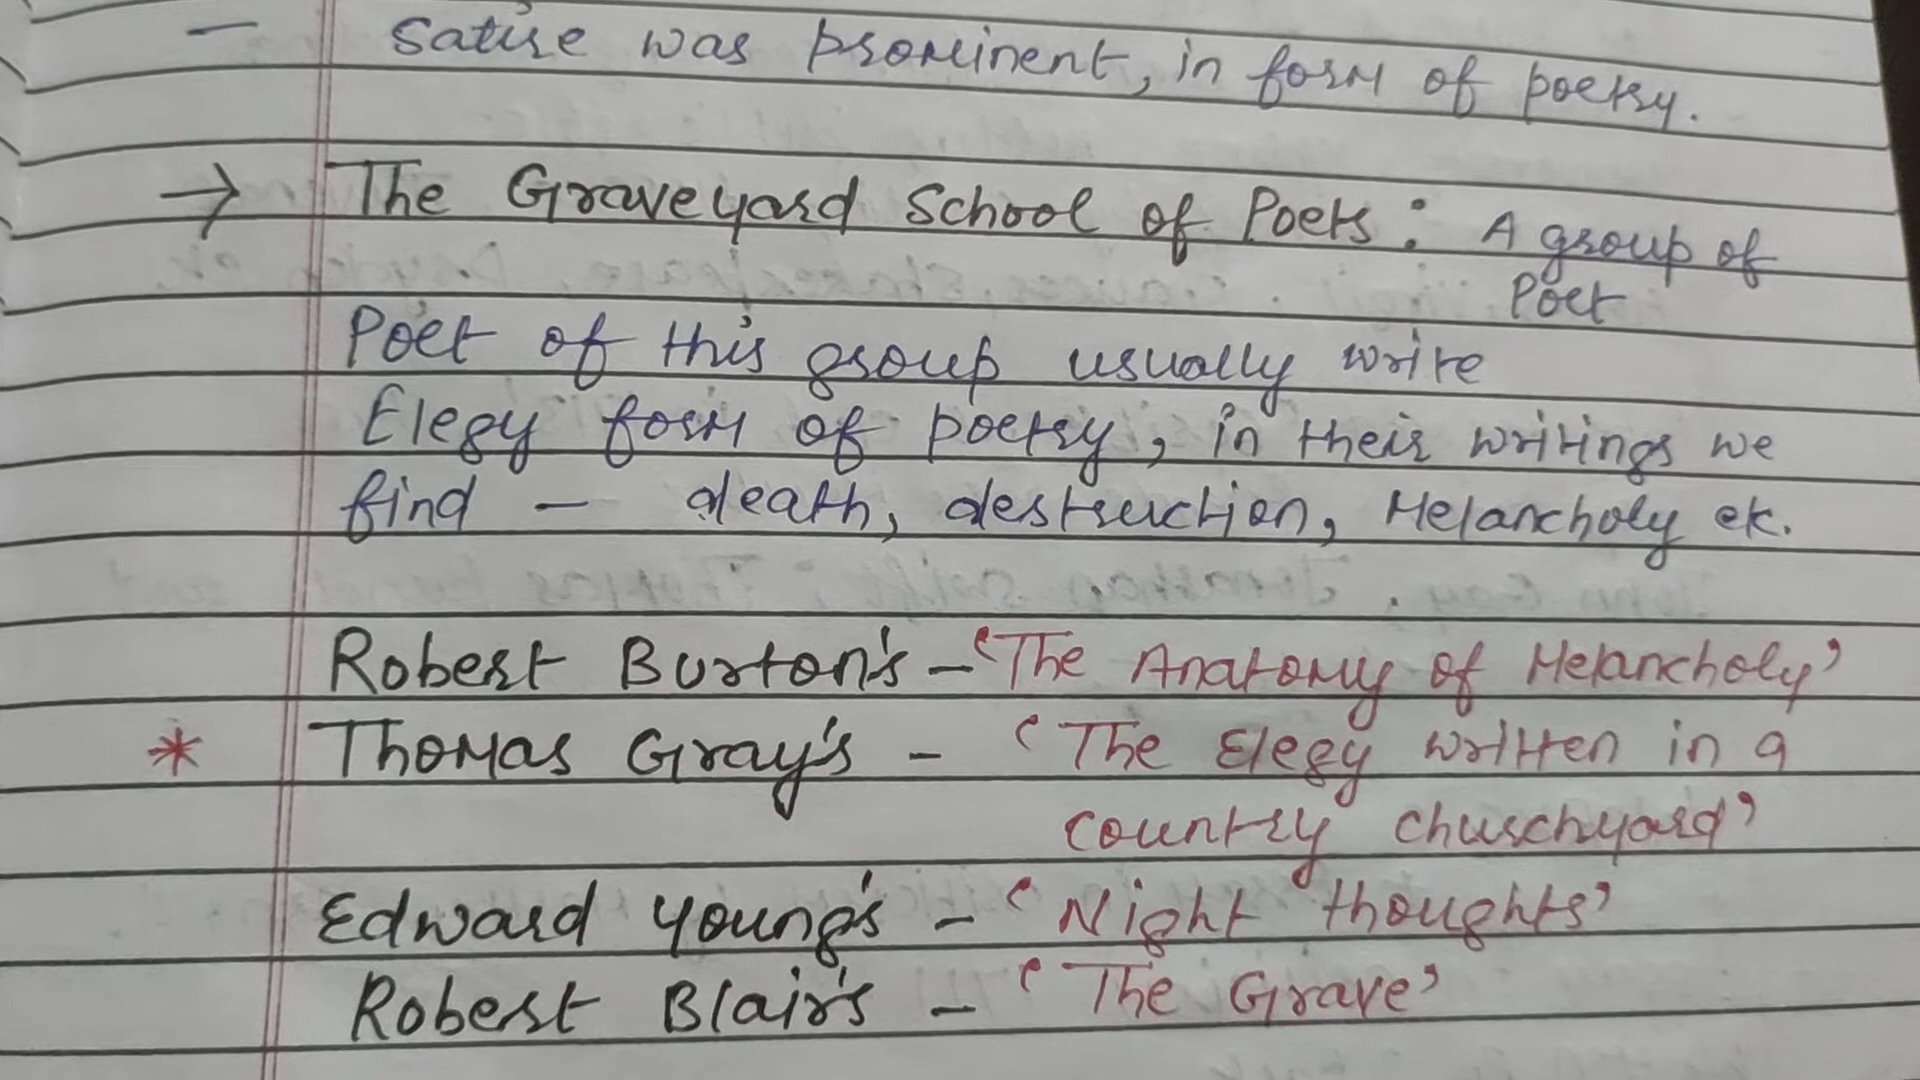 — Satire was prominent, in form of poetry.
→ The Graveyard School of Poets : A group of
Poet
Poet of this group usually write
Elegy form of poetry, in their writings we
find — death, destruction, Melancholy etc.
Robert Burton's – 'The Anatomy of Melancholy'
* Thomas Gray's – 'The Elegy written in a
country churchyard'
Edward Young's – 'Night thoughts'
Robert Blair's – 'The Grave'